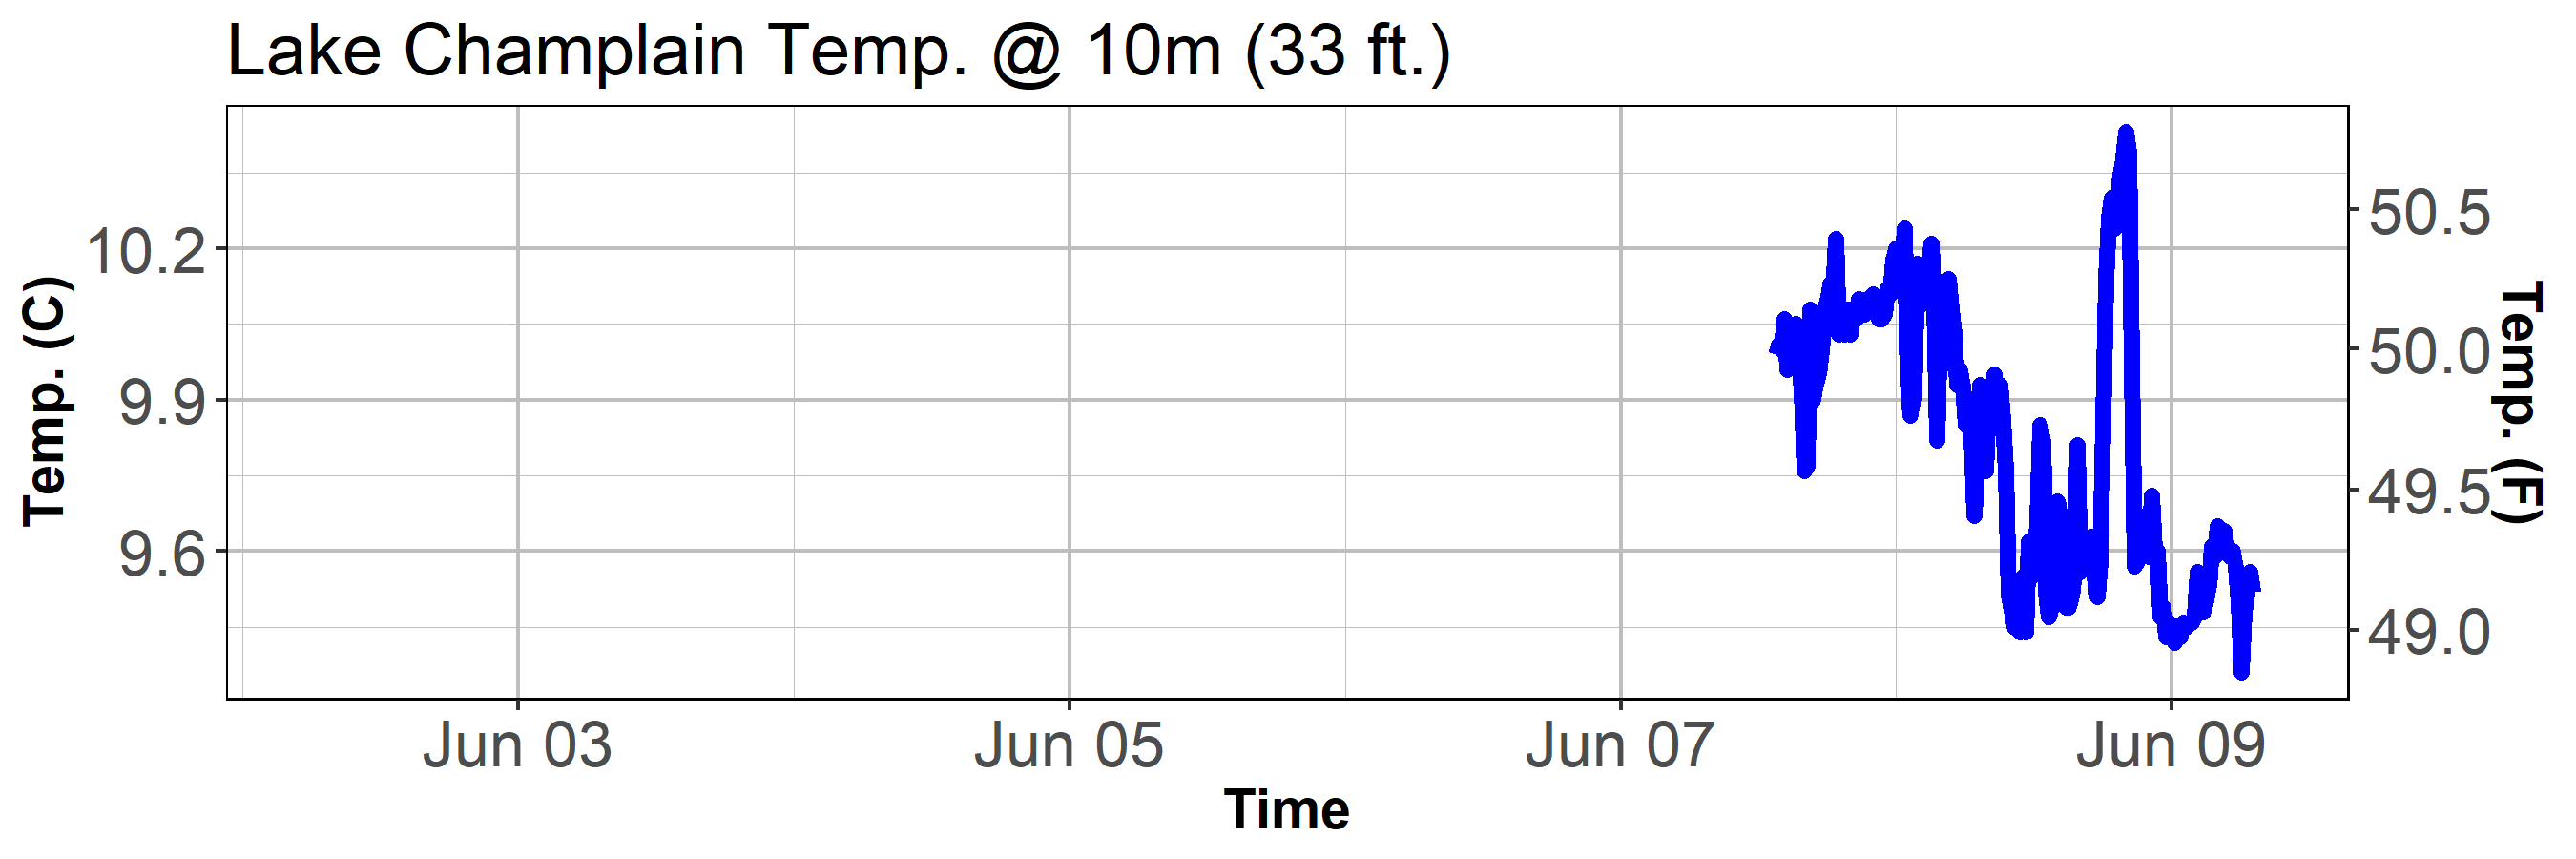 Lake Champlain Temp. @ 10m (33 ft.)
Temp. (C)
10.2
9.9
9.6
50.5
50.0
49.5
49.0
Temp. (F)
Jun 03 Jun 05 Jun 07 Jun 09
Time